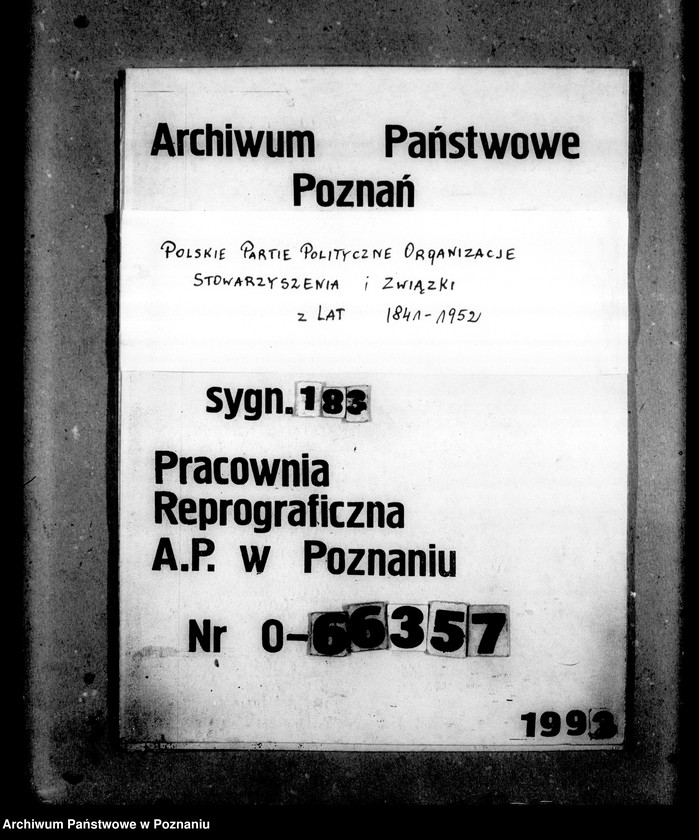 Archiwum Państwowe
Poznań
POLSKIE PARTIE POLITYCZNE ORGANIZACJE
STOWARZYSZENIA i ZWIĄZKI
Z LAT 1841-1952
sygn. 183
Pracownia
Reprograficzna
A.P. w Poznaniu
Nr 0-66357
1993
Archiwum Państwowe w Poznaniu